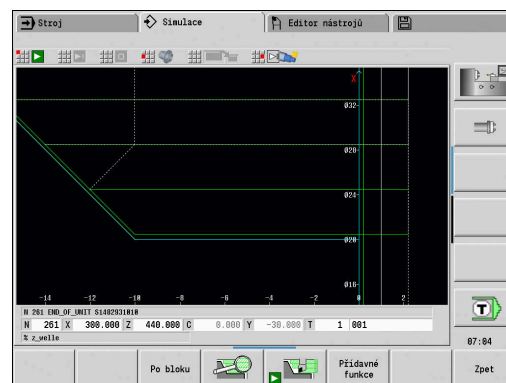 Stroj
Simulace
Editor nástrojů
X
Ø32
Ø28
Ø24
Ø20
Ø16
-14 -12 -10 -8 -6 -4 -2 2
N 261 END_OF_UNIT S1482931010
N 261 X 300.000 Z 440.000 C 0.000 Y -30.000 T 1 001
% z_welle
T
07:04
Po bloku
Přídavné
funkce
Zpet